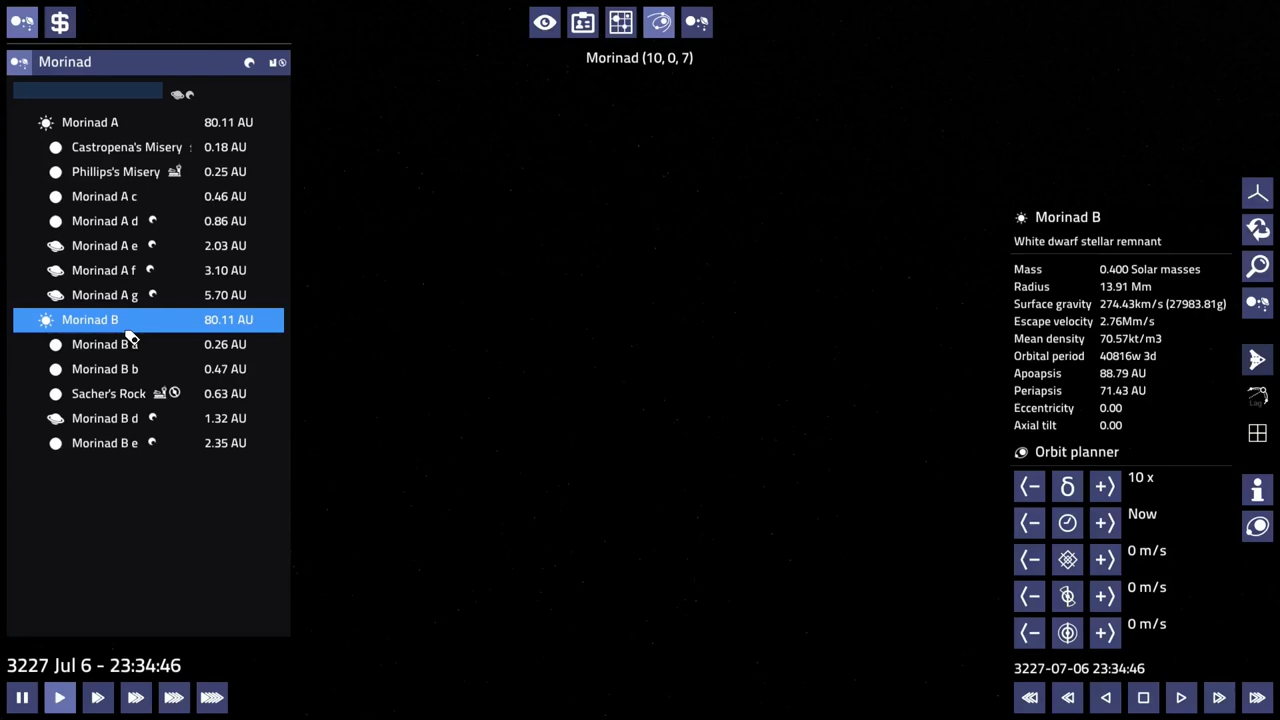 Morinad (10, 0, 7)
Morinad
Morinad A 80.11 AU
Castropena's Misery 0.18 AU
Phillips's Misery 0.25 AU
Morinad A c 0.46 AU
Morinad A d 0.86 AU
Morinad A e 2.03 AU
Morinad A f 3.10 AU
Morinad A g 5.70 AU
Morinad B 80.11 AU
Morinad B a 0.26 AU
Morinad B b 0.47 AU
Sacher's Rock 0.63 AU
Morinad B d 1.32 AU
Morinad B e 2.35 AU
3227 Jul 6 - 23:34:46
Morinad B
White dwarf stellar remnant
Mass 0.400 Solar masses
Radius 13.91 Mm
Surface gravity 274.43km/s (27983.81g)
Escape velocity 2.76Mm/s
Mean density 70.57kt/m3
Orbital period 40816w 3d
Apoapsis 88.79 AU
Periapsis 71.43 AU
Eccentricity 0.00
Axial tilt 0.00
Orbit planner
10 x
Now
0 m/s
0 m/s
0 m/s
3227-07-06 23:34:46
Lag